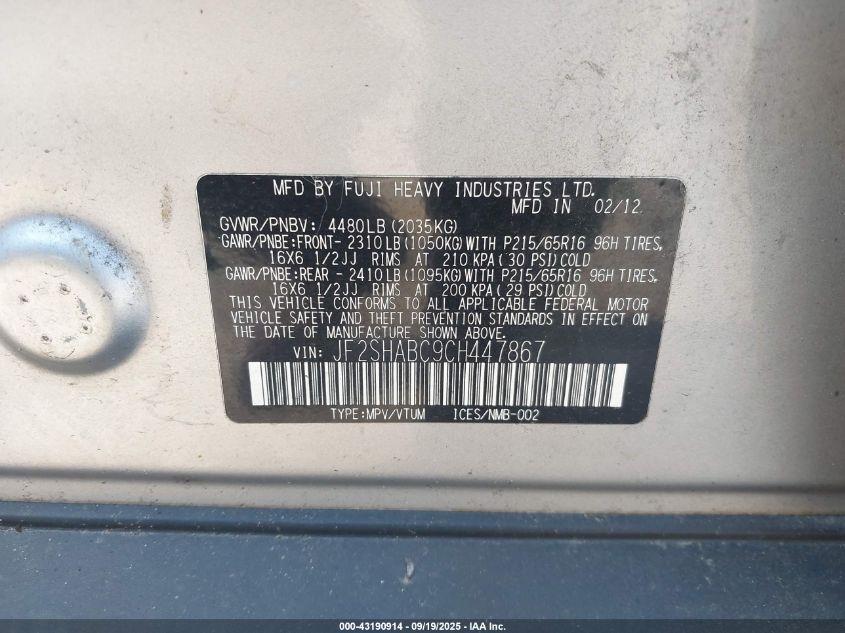 MFD BY FUJI HEAVY INDUSTRIES LTD.
MFD IN 02/12
GVWR/PNBV: 4480LB (2035KG)
GAWR/PNBE:FRONT- 2310LB (1050KG) WITH P215/65R16 96H TIRES,
16X6 1/2JJ RIMS AT 210 KPA (30 PSI) COLD
GAWR/PNBE:REAR - 2410LB (1095KG) WITH P215/65R16 96H TIRES,
16X6 1/2JJ RIMS AT 200 KPA (29 PSI) COLD
THIS VEHICLE CONFORMS TO ALL APPLICABLE FEDERAL MOTOR
VEHICLE SAFETY AND THEFT PREVENTION STANDARDS IN EFFECT ON
THE DATE OF MANUFACTURE SHOWN ABOVE.
VIN: JF2SHABC9CH447867
TYPE:MPV/VTUM ICES/NMB-002
000-43190914 - 09/19/2025 - IAA Inc.